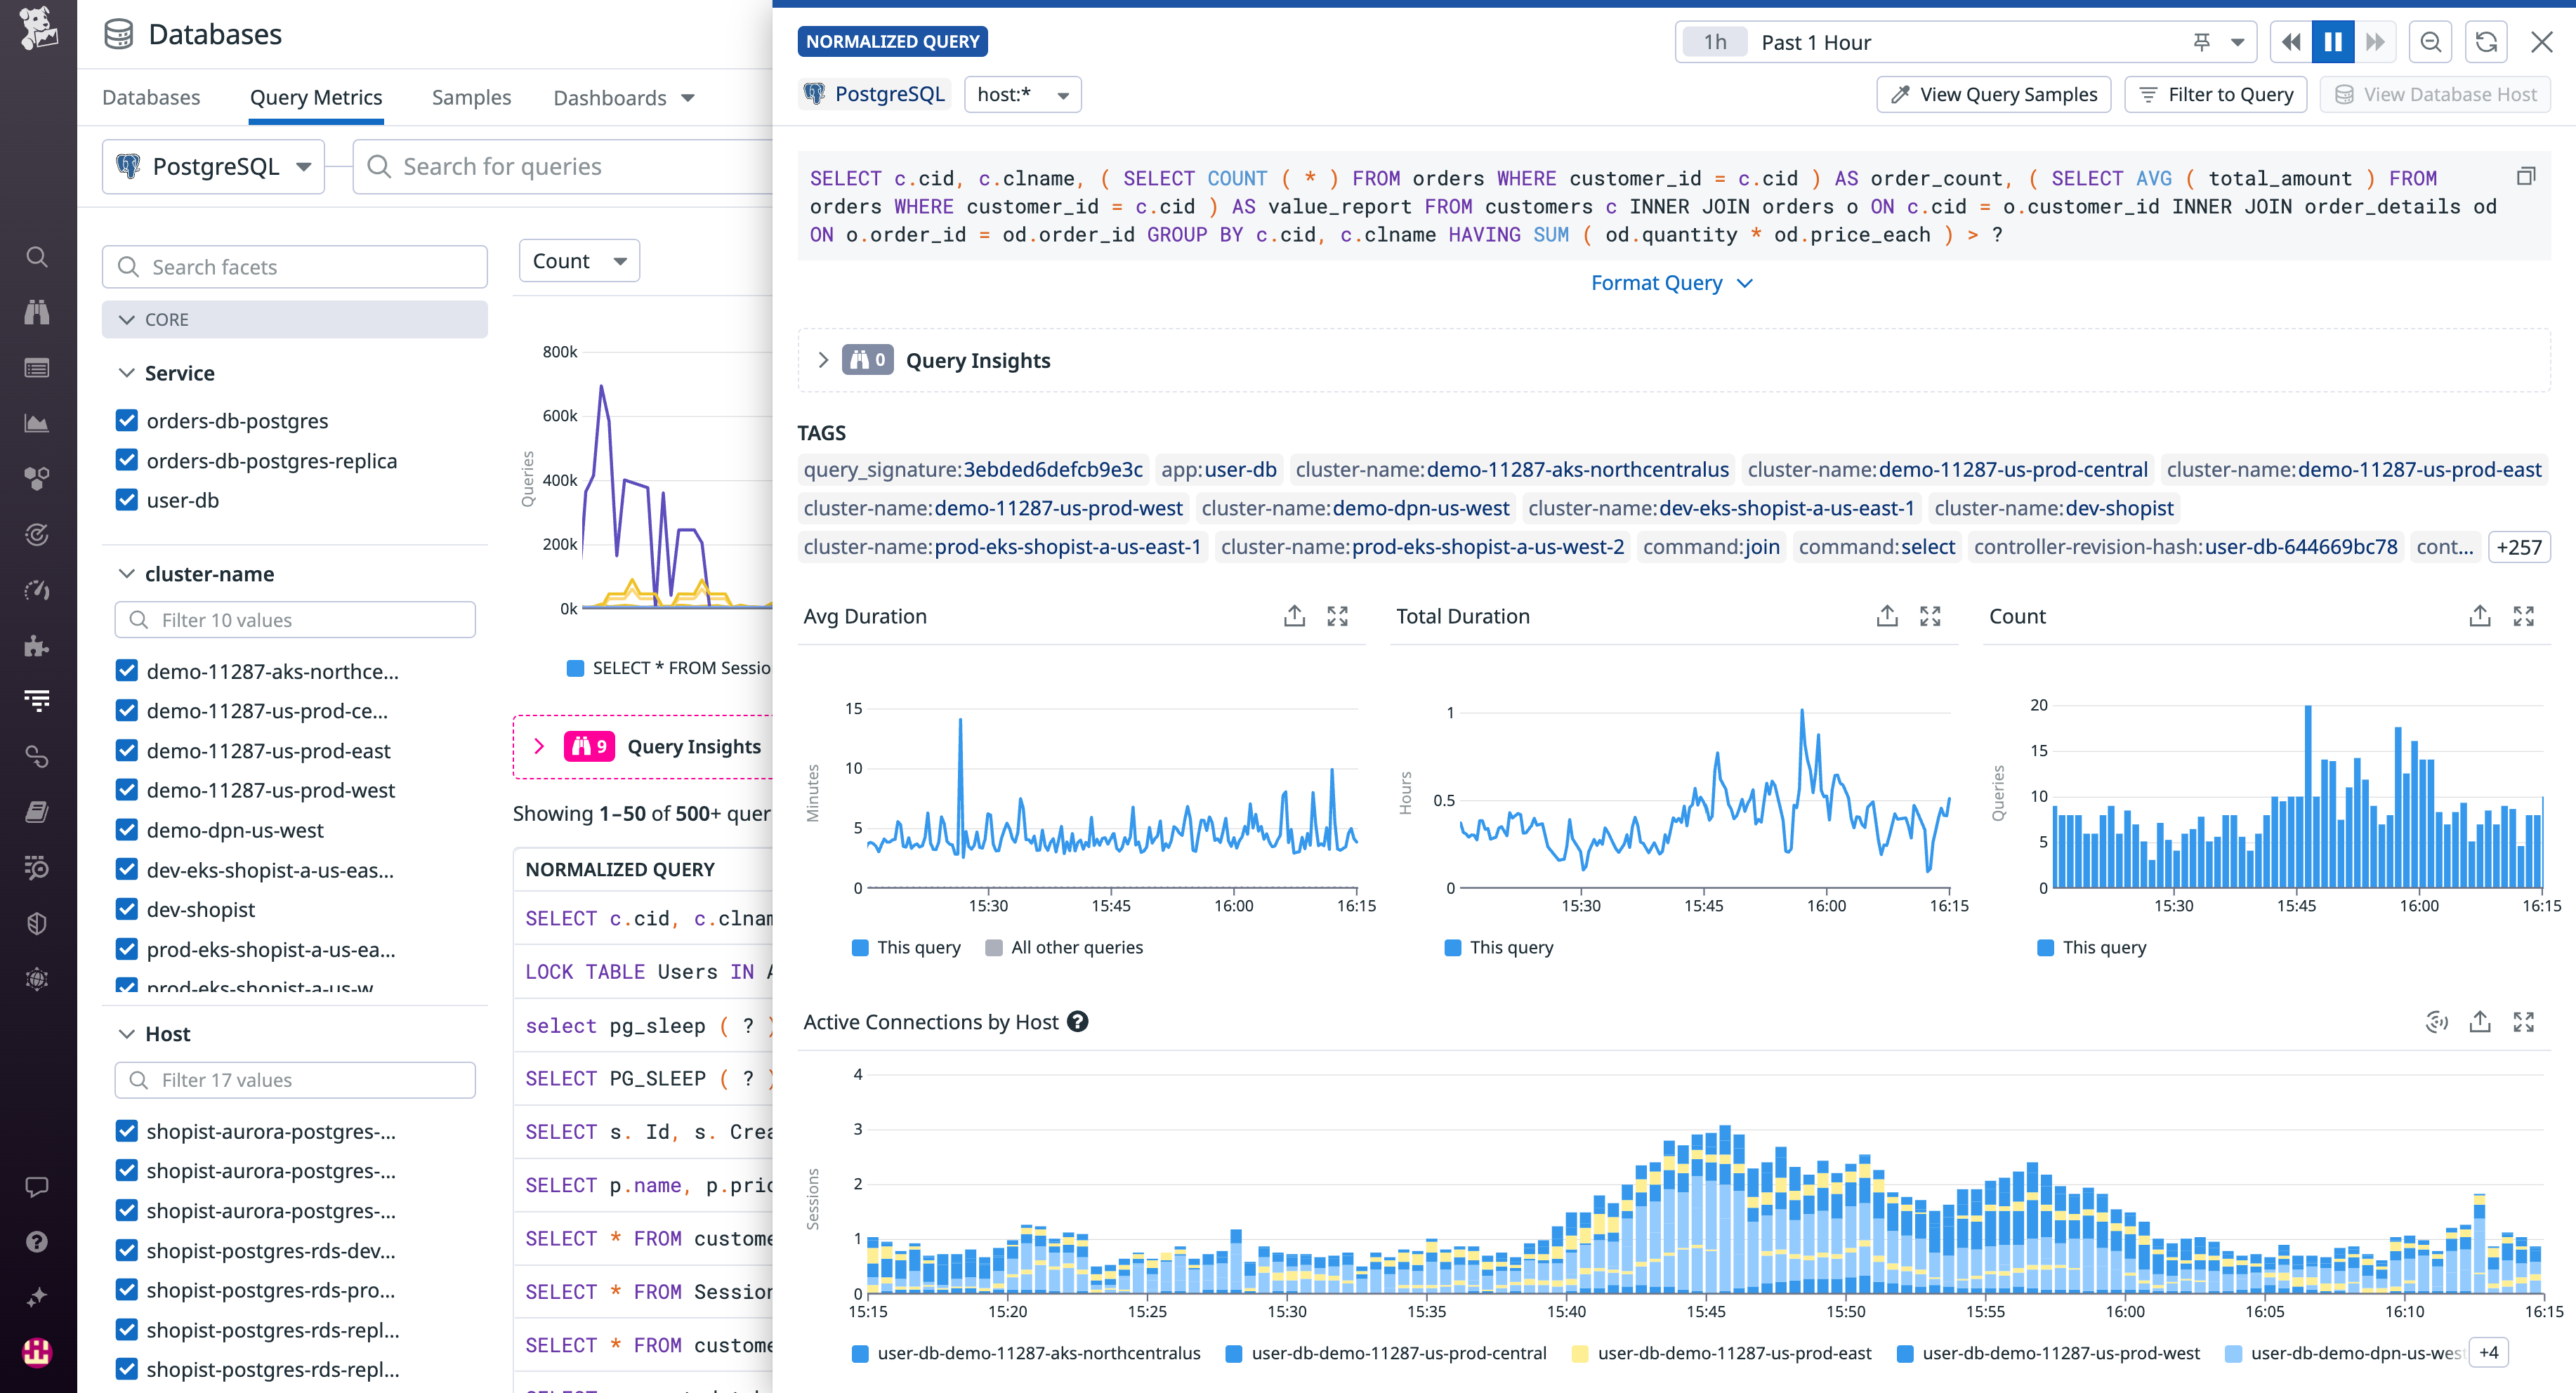 Databases
Databases Query Metrics Samples Dashboards
PostgreSQL Search for queries
Search facets
CORE
Service
orders-db-postgres
orders-db-postgres-replica
user-db
cluster-name
Filter 10 values
demo-11287-aks-northce...
demo-11287-us-prod-ce...
demo-11287-us-prod-east
demo-11287-us-prod-west
demo-dpn-us-west
dev-eks-shopist-a-us-eas...
dev-shopist
prod-eks-shopist-a-us-ea...
prod-eks-shopist-a-us-w
Host
Filter 17 values
shopist-aurora-postgres-...
shopist-aurora-postgres-...
shopist-aurora-postgres-...
shopist-postgres-rds-dev...
shopist-postgres-rds-pro...
shopist-postgres-rds-repl...
shopist-postgres-rds-repl...
Count
800k
600k
400k
200k
0k
Queries
SELECT * FROM Sessio
9 Query Insights
Showing 1–50 of 500+ quer
NORMALIZED QUERY
SELECT c.cid, c.clnam
LOCK TABLE Users IN A
select pg_sleep ( ? )
SELECT PG_SLEEP ( ? )
SELECT s. Id, s. Crea
SELECT p.name, p.pric
SELECT * FROM custome
SELECT * FROM Session
SELECT * FROM custome
NORMALIZED QUERY
1h Past 1 Hour
PostgreSQL host:* View Query Samples Filter to Query View Database Host
SELECT c.cid, c.clname, ( SELECT COUNT ( * ) FROM orders WHERE customer_id = c.cid ) AS order_count, ( SELECT AVG ( total_amount ) FROM
orders WHERE customer_id = c.cid ) AS value_report FROM customers c INNER JOIN orders o ON c.cid = o.customer_id INNER JOIN order_details od
ON o.order_id = od.order_id GROUP BY c.cid, c.clname HAVING SUM ( od.quantity * od.price_each ) > ?
Format Query
0 Query Insights
TAGS
query_signature:3ebded6defcb9e3c app:user-db cluster-name:demo-11287-aks-northcentralus cluster-name:demo-11287-us-prod-central cluster-name:demo-11287-us-prod-east
cluster-name:demo-11287-us-prod-west cluster-name:demo-dpn-us-west cluster-name:dev-eks-shopist-a-us-east-1 cluster-name:dev-shopist
cluster-name:prod-eks-shopist-a-us-east-1 cluster-name:prod-eks-shopist-a-us-west-2 command:join command:select controller-revision-hash:user-db-644669bc78 cont... +257
Avg Duration
15
10
5
0
Minutes
15:30 15:45 16:00 16:15
This query All other queries
Total Duration
1
0.5
0
Hours
15:30 15:45 16:00 16:15
This query
Count
20
15
10
5
0
Queries
15:30 15:45 16:00 16:15
This query
Active Connections by Host ?
4
3
2
1
0
Sessions
15:15 15:20 15:25 15:30 15:35 15:40 15:45 15:50 15:55 16:00 16:05 16:10 16:15
user-db-demo-11287-aks-northcentralus user-db-demo-11287-us-prod-central user-db-demo-11287-us-prod-east user-db-demo-11287-us-prod-west user-db-demo-dpn-us-west +4